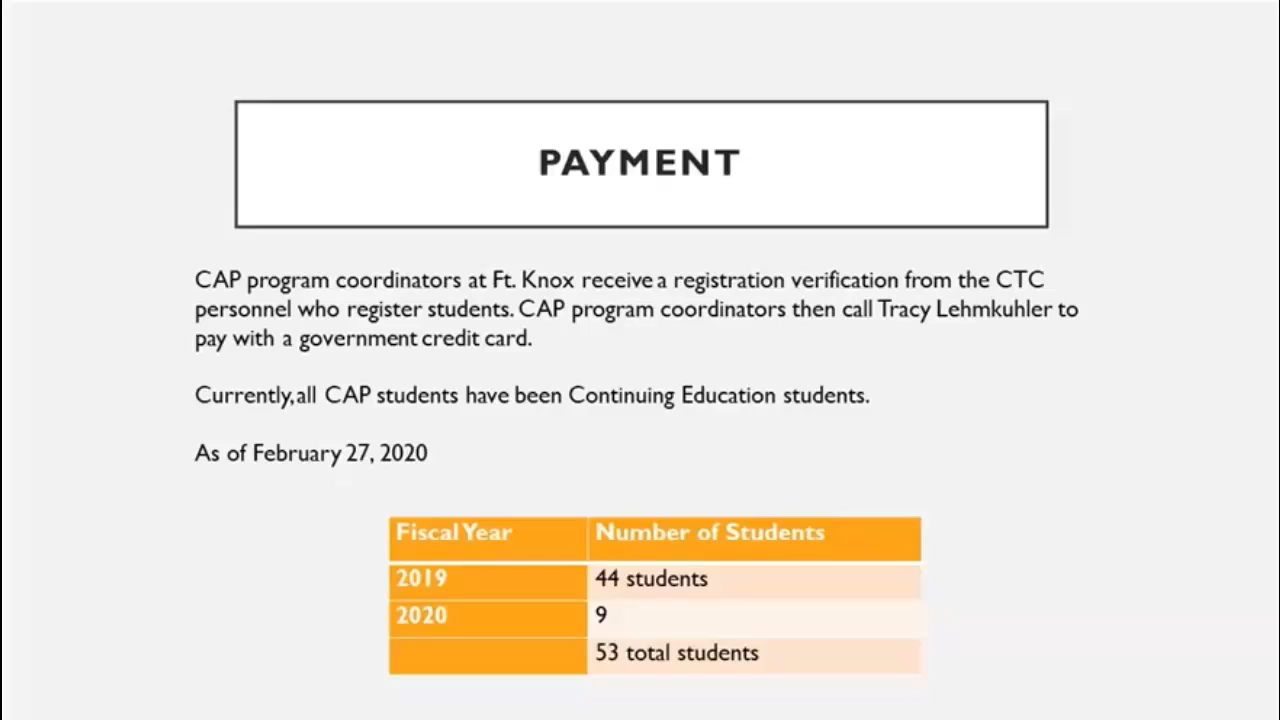 PAYMENT
CAP program coordinators at Ft. Knox receive a registration verification from the CTC
personnel who register students. CAP program coordinators then call Tracy Lehmkuhler to
pay with a government credit card.
Currently, all CAP students have been Continuing Education students.
As of February 27, 2020
Fiscal Year Number of Students
2019 44 students
2020 9
53 total students